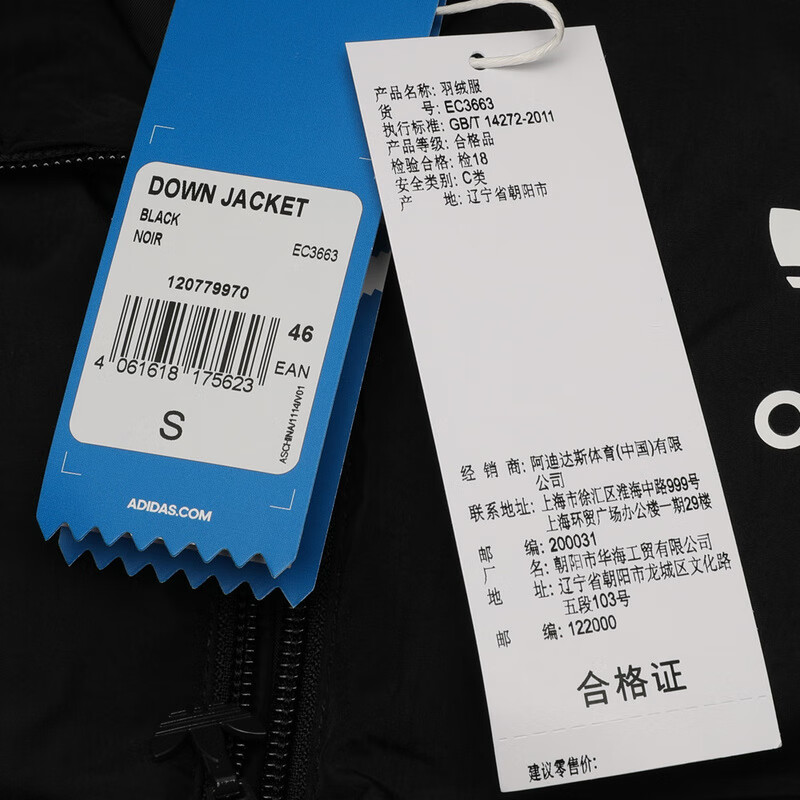 DOWN JACKET
BLACK
NOIR
EC3663
120779970
46
4 061618 175623
EAN
S
ASCHINA/1114/V01
ADIDAS.COM
产品名称: 羽绒服
货 号: EC3663
执行标准: GB/T 14272-2011
产品等级: 合格品
检验合格: 检18
安全类别: C类
产 地: 辽宁省朝阳市
经 销 商: 阿迪达斯体育(中国)有限
公司
联系地址: 上海市徐汇区淮海中路999号
上海环贸广场办公楼一期29楼
邮 编: 200031
厂 名: 朝阳市华海工贸有限公司
地 址: 辽宁省朝阳市龙城区文化路
五段103号
邮 编: 122000
合格证
建议零售价: